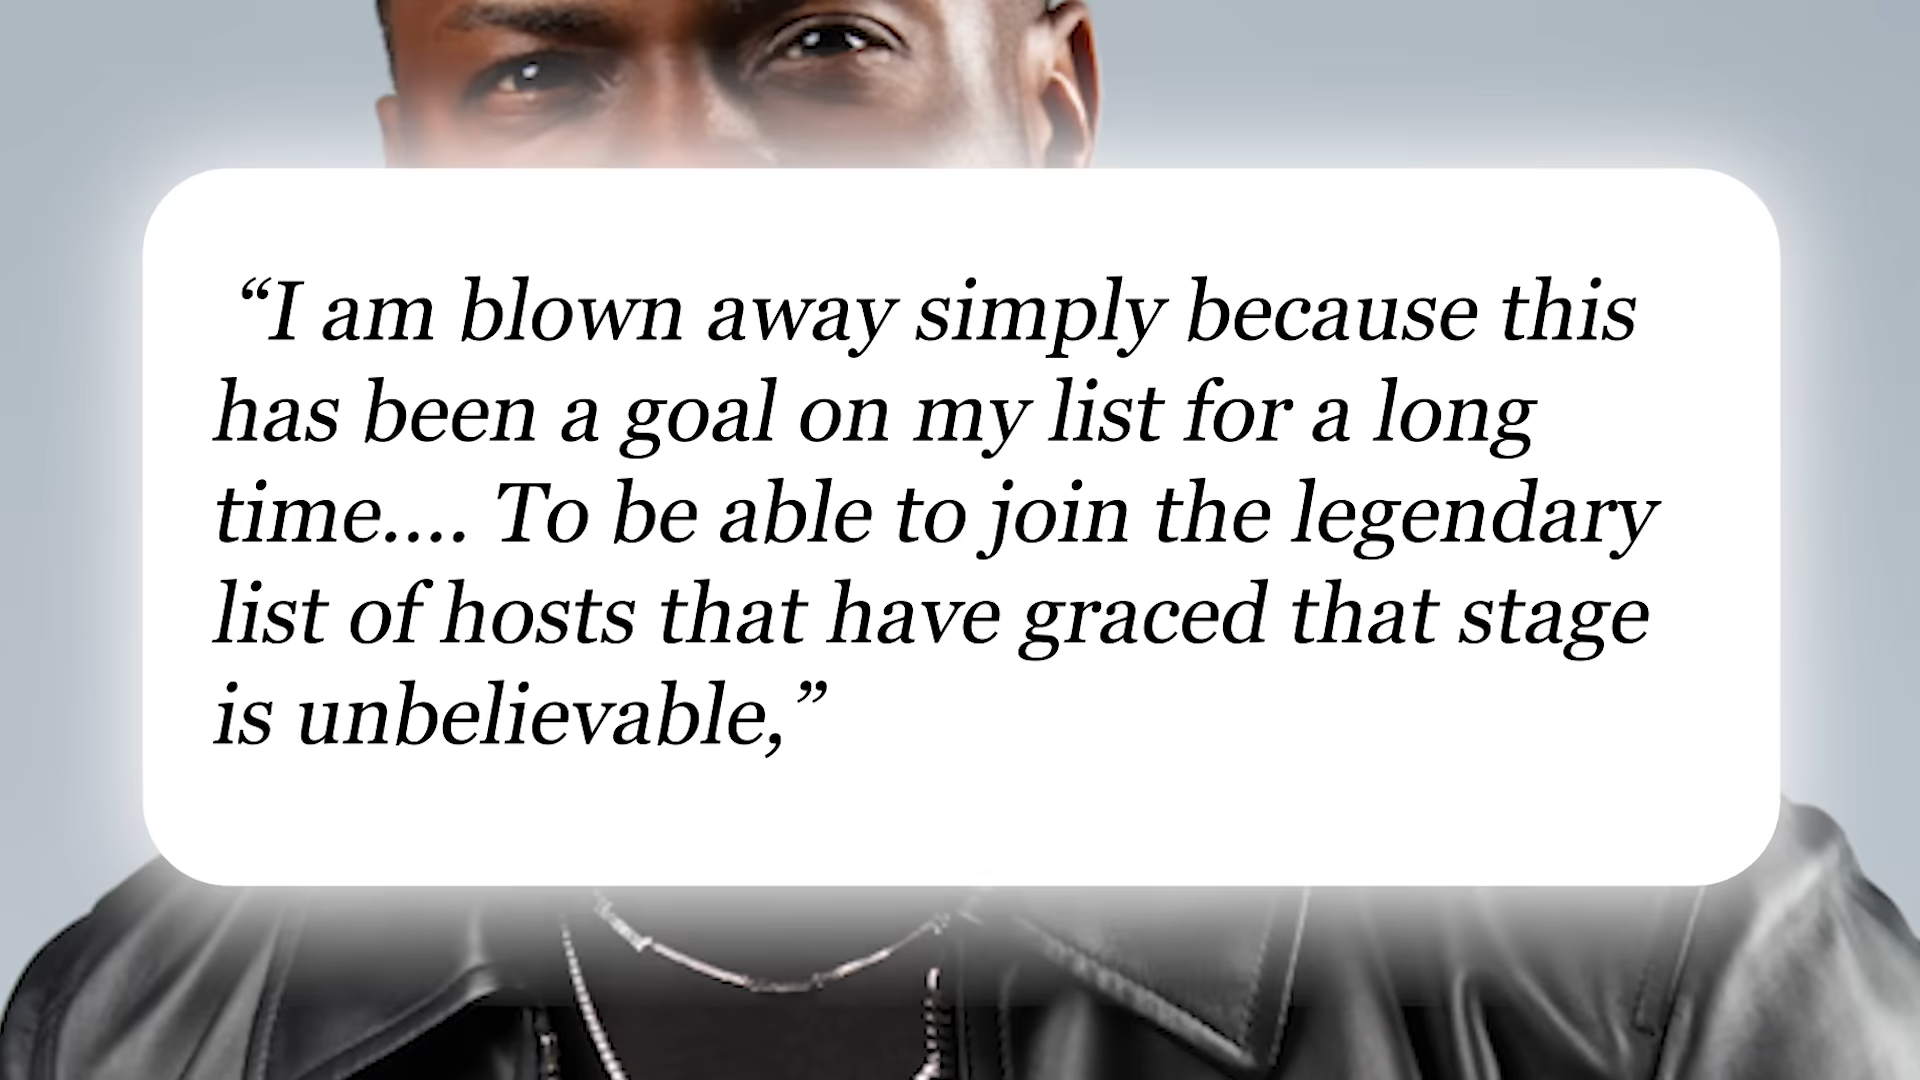 “I am blown away simply because this
has been a goal on my list for a long
time.... To be able to join the legendary
list of hosts that have graced that stage
is unbelievable,”